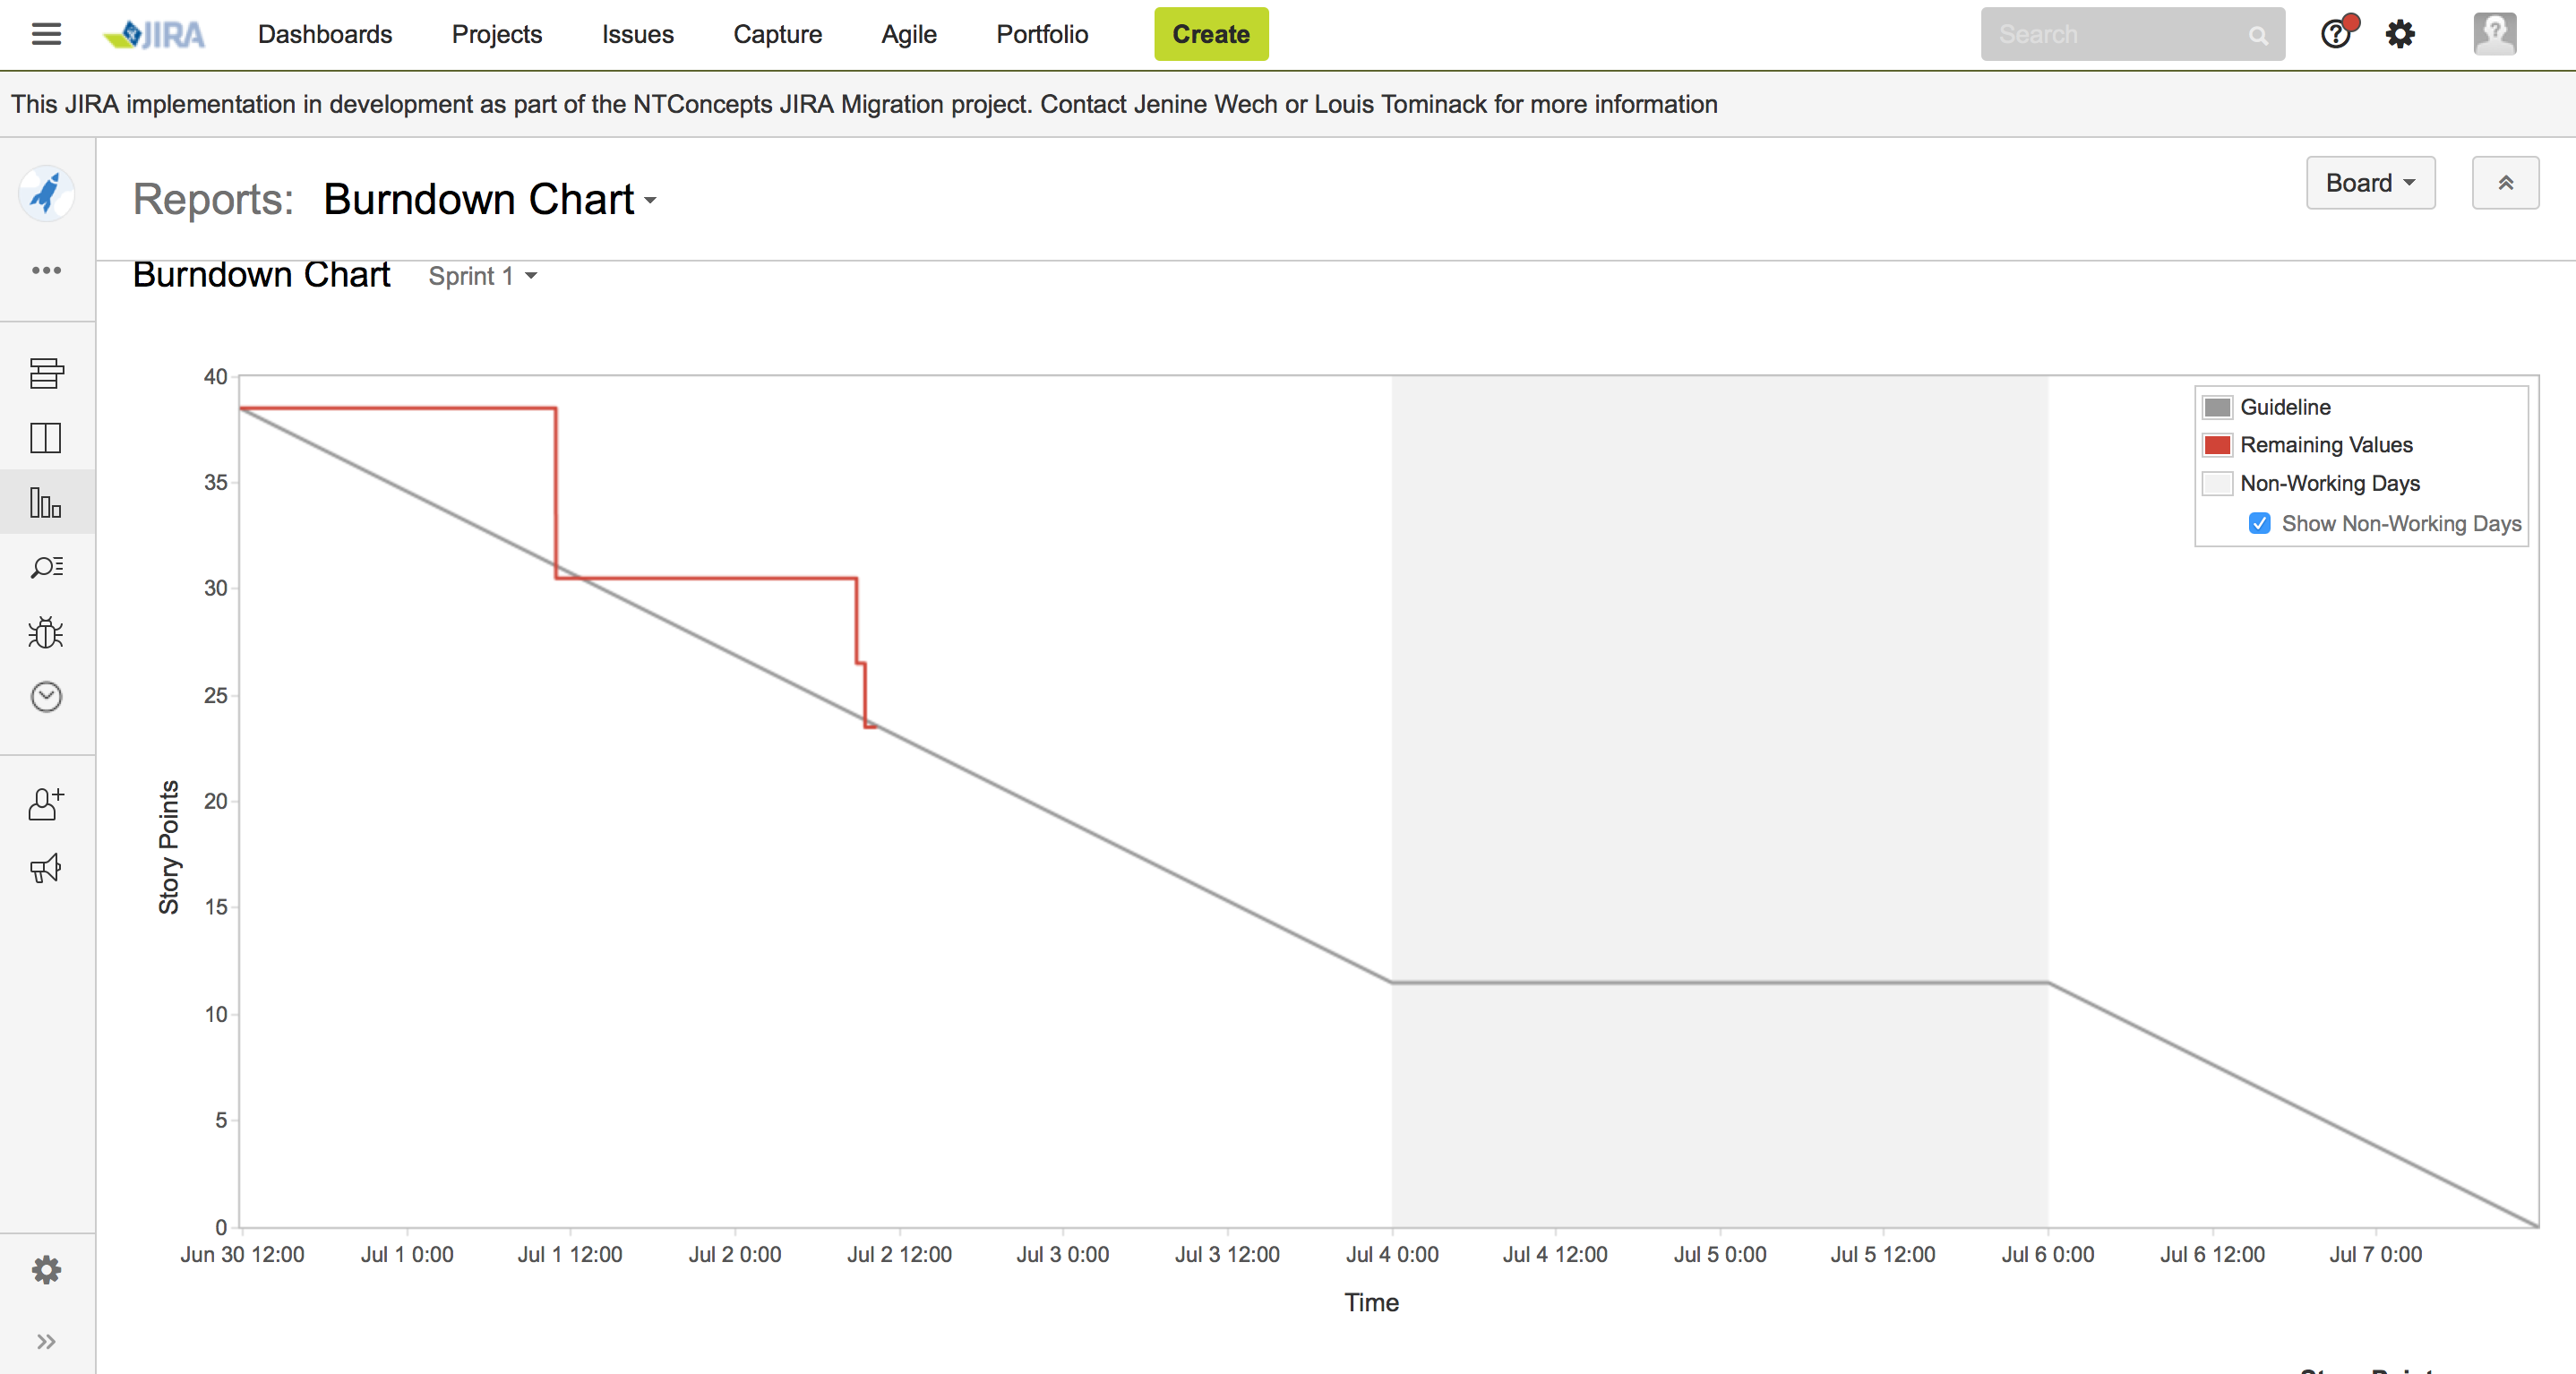 JIRA Dashboards Projects Issues Capture Agile Portfolio Create Search
This JIRA implementation in development as part of the NTConcepts JIRA Migration project. Contact Jenine Wech or Louis Tominack for more information
Reports: Burndown Chart Board
Burndown Chart Sprint 1
40
35
30
25
20
15
10
5
0
Story Points
Guideline
Remaining Values
Non-Working Days
Show Non-Working Days
Jun 30 12:00 Jul 1 0:00 Jul 1 12:00 Jul 2 0:00 Jul 2 12:00 Jul 3 0:00 Jul 3 12:00 Jul 4 0:00 Jul 4 12:00 Jul 5 0:00 Jul 5 12:00 Jul 6 0:00 Jul 6 12:00 Jul 7 0:00
Time